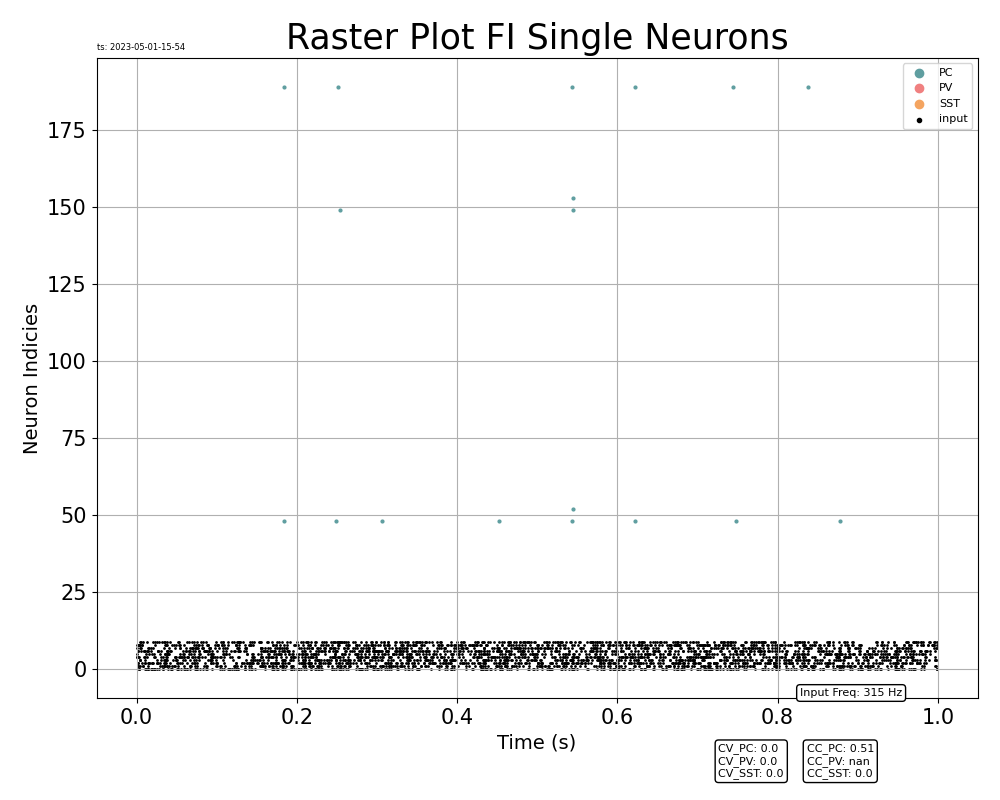 Raster Plot FI Single Neurons
ts: 2023-05-01-15-54
PC
PV
SST
input
175
150
125
100
75
50
25
0
Neuron Indicies
Input Freq: 315 Hz
0.0 0.2 0.4 0.6 0.8 1.0
Time (s)
CV_PC: 0.0
CV_PV: 0.0
CV_SST: 0.0
CC_PC: 0.51
CC_PV: nan
CC_SST: 0.0